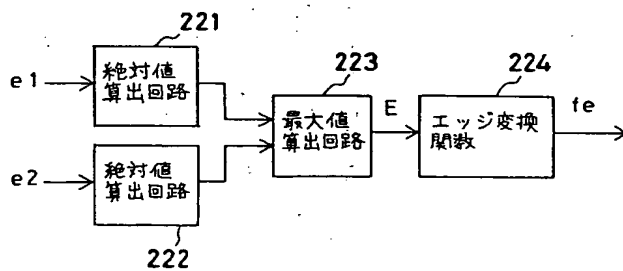 221
e1
絶対値
算出回路
223
最大値
算出回路
E
224
エッジ変換
関数
fe
e2
絶対値
算出回路
222